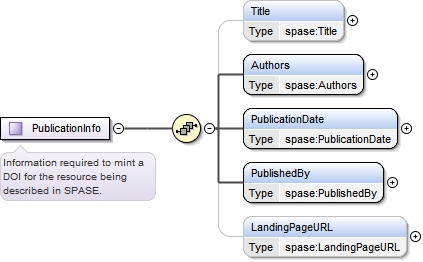 Title
Type spase:Title
Authors
Type spase:Authors
PublicationInfo
PublicationDate
Type spase:PublicationDate
Information required to mint a
DOI for the resource being
described in SPASE.
PublishedBy
Type spase:PublishedBy
LandingPageURL
Type spase:LandingPageURL